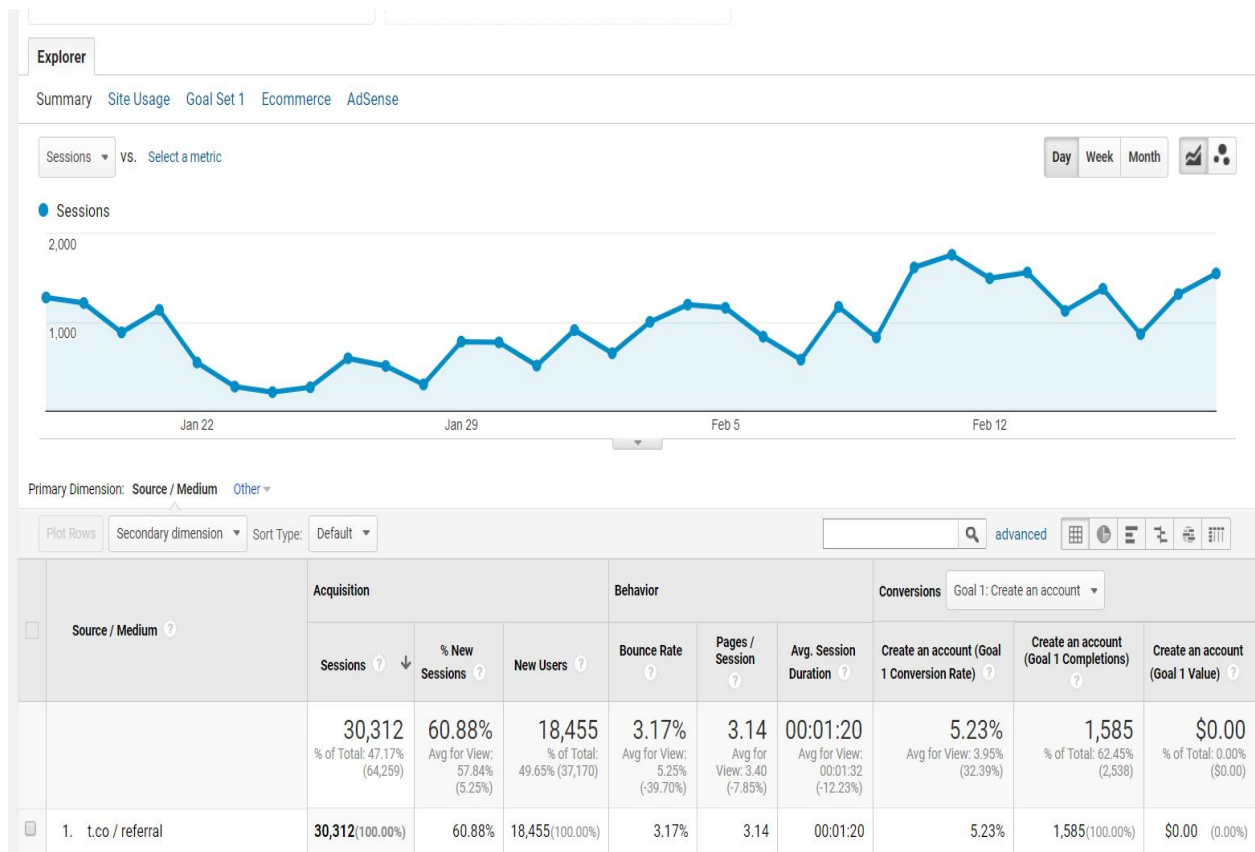 Explorer
Summary Site Usage Goal Set 1 Ecommerce AdSense
Sessions VS. Select a metric
Day Week Month
Sessions
2,000
1,000
Jan 22 Jan 29 Feb 5 Feb 12
Primary Dimension: Source / Medium Other
Plot Rows Secondary dimension Sort Type: Default advanced
Acquisition Behavior Conversions Goal 1: Create an account
Source / Medium ?
Sessions ? % New Sessions ? New Users ? Bounce Rate ? Pages / Session ? Avg. Session Duration ? Create an account (Goal 1 Conversion Rate) ? Create an account (Goal 1 Completions) ? Create an account (Goal 1 Value) ?
30,312 60.88% 18,455 3.17% 3.14 00:01:20 5.23% 1,585 $0.00
% of Total: 47.17% (64,259) Avg for View: 57.84% (5.25%) % of Total: 49.65% (37,170) Avg for View: 5.25% (-39.70%) Avg for View: 3.40 (-7.85%) Avg for View: 00:01:32 (-12.23%) Avg for View: 3.95% (32.39%) % of Total: 62.45% (2,538) % of Total: 0.00% ($0.00)
1. t.co / referral 30,312(100.00%) 60.88% 18,455(100.00%) 3.17% 3.14 00:01:20 5.23% 1,585(100.00%) $0.00 (0.00%)